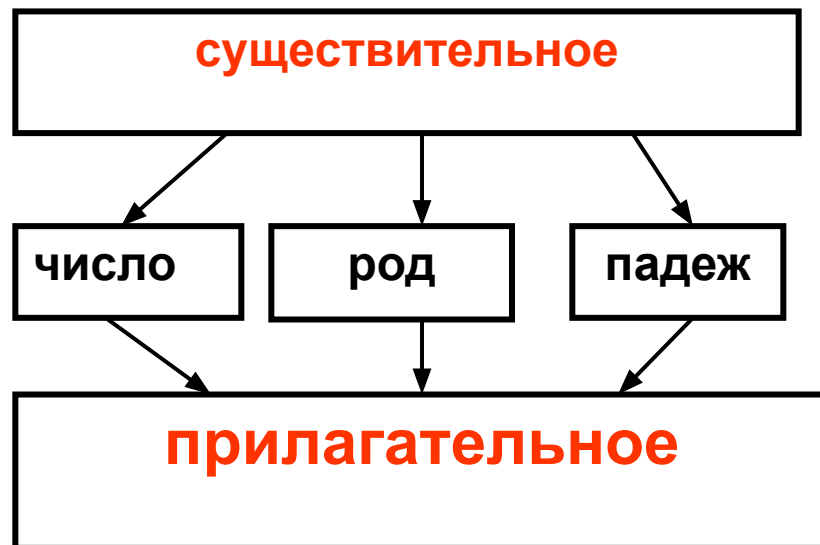 существительное
число род падеж
прилагательное